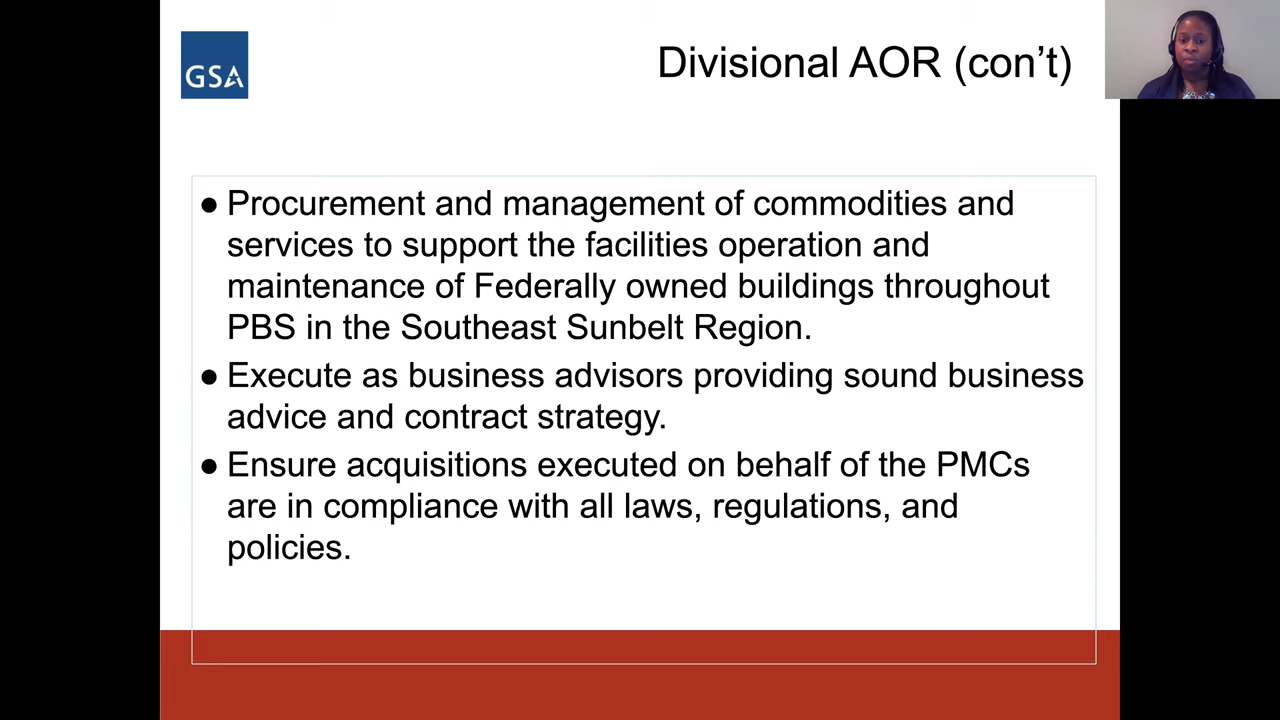 GSA
Divisional AOR (con’t)
● Procurement and management of commodities and
services to support the facilities operation and
maintenance of Federally owned buildings throughout
PBS in the Southeast Sunbelt Region.
● Execute as business advisors providing sound business
advice and contract strategy.
● Ensure acquisitions executed on behalf of the PMCs
are in compliance with all laws, regulations, and
policies.